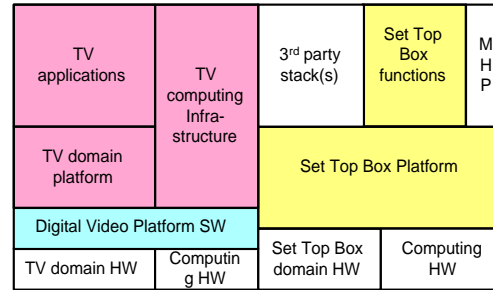 TV
applications
TV
computing
Infra-
structure
3rd party
stack(s)
Set Top
Box
functions
M
H
P
TV domain
platform
Set Top Box Platform
Digital Video Platform SW
TV domain HW
Computin
g HW
Set Top Box
domain HW
Computing
HW